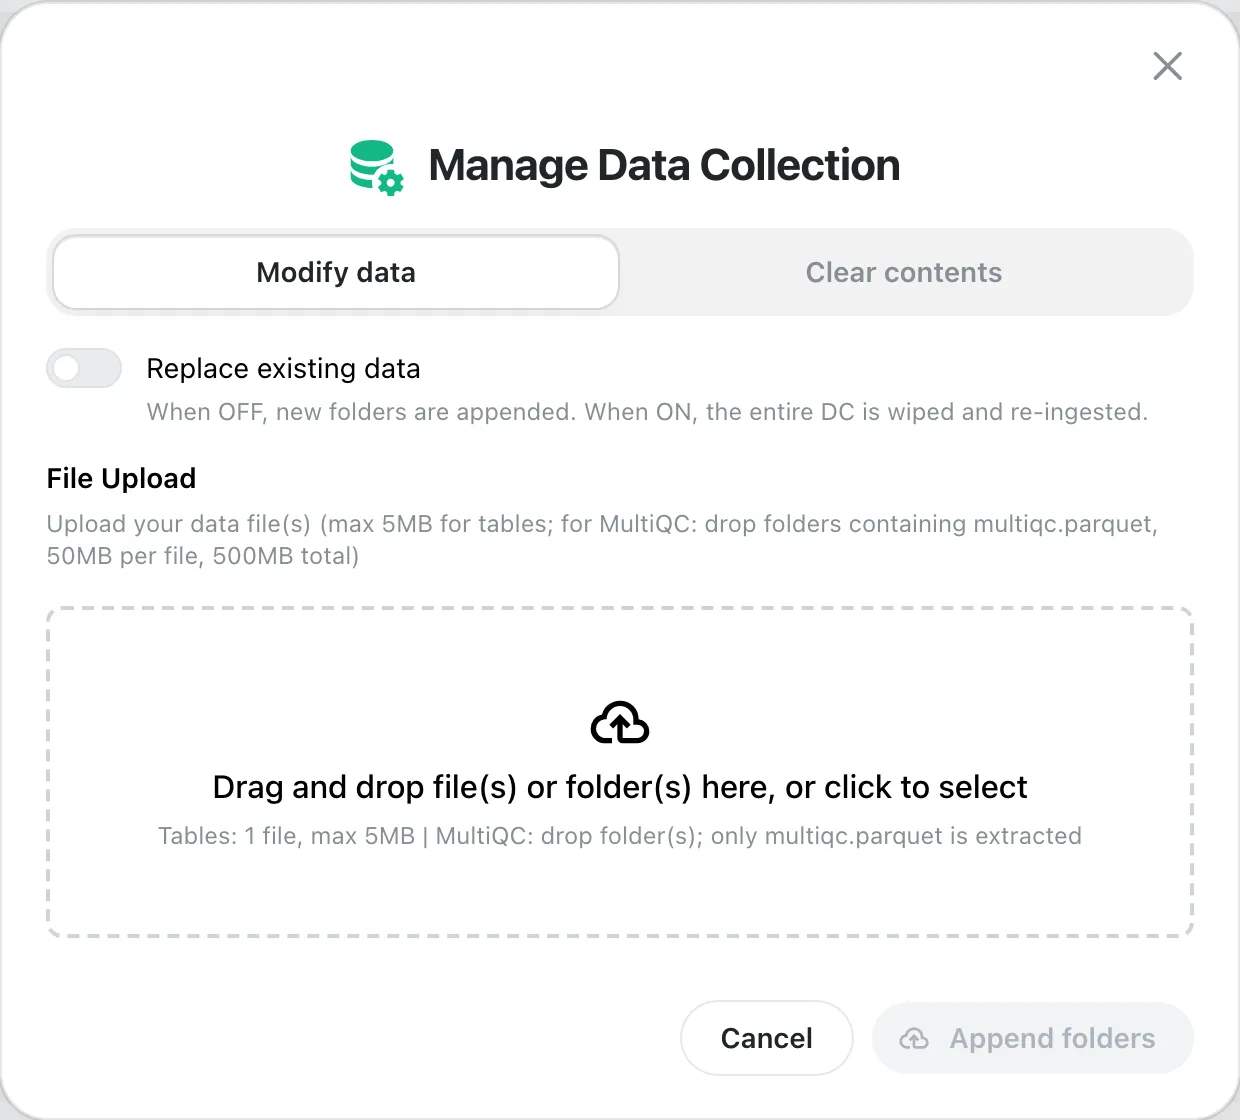 Manage Data Collection
Modify data
Clear contents
Replace existing data
When OFF, new folders are appended. When ON, the entire DC is wiped and re-ingested.
File Upload
Upload your data file(s) (max 5MB for tables; for MultiQC: drop folders containing multiqc.parquet,
50MB per file, 500MB total)
Drag and drop file(s) or folder(s) here, or click to select
Tables: 1 file, max 5MB | MultiQC: drop folder(s); only multiqc.parquet is extracted
Cancel
Append folders